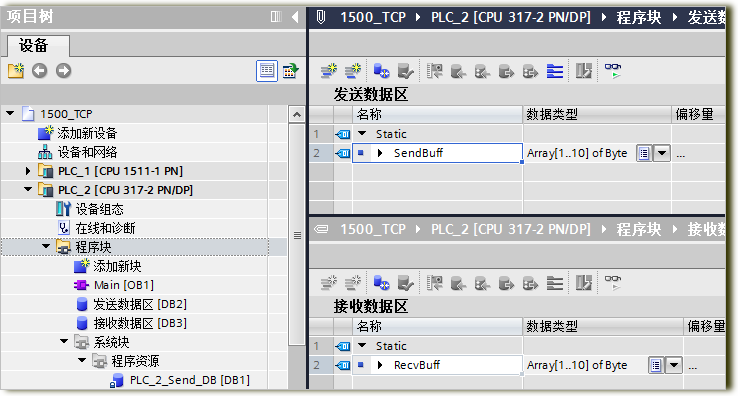 项目树
设备
1500_TCP
添加新设备
设备和网络
PLC_1 [CPU 1511-1 PN]
PLC_2 [CPU 317-2 PN/DP]
设备组态
在线和诊断
程序块
添加新块
Main [OB1]
发送数据区 [DB2]
接收数据区 [DB3]
系统块
程序资源
PLC_2_Send_DB [DB1]
1500_TCP PLC_2 [CPU 317-2 PN/DP] 程序块 发送数
发送数据区
名称 数据类型 偏移量
1 Static
2 SendBuff Array[1..10] of Byte ...
1500_TCP PLC_2 [CPU 317-2 PN/DP] 程序块 接收数
接收数据区
名称 数据类型 偏移量
1 Static
2 RecvBuff Array[1..10] of Byte ...